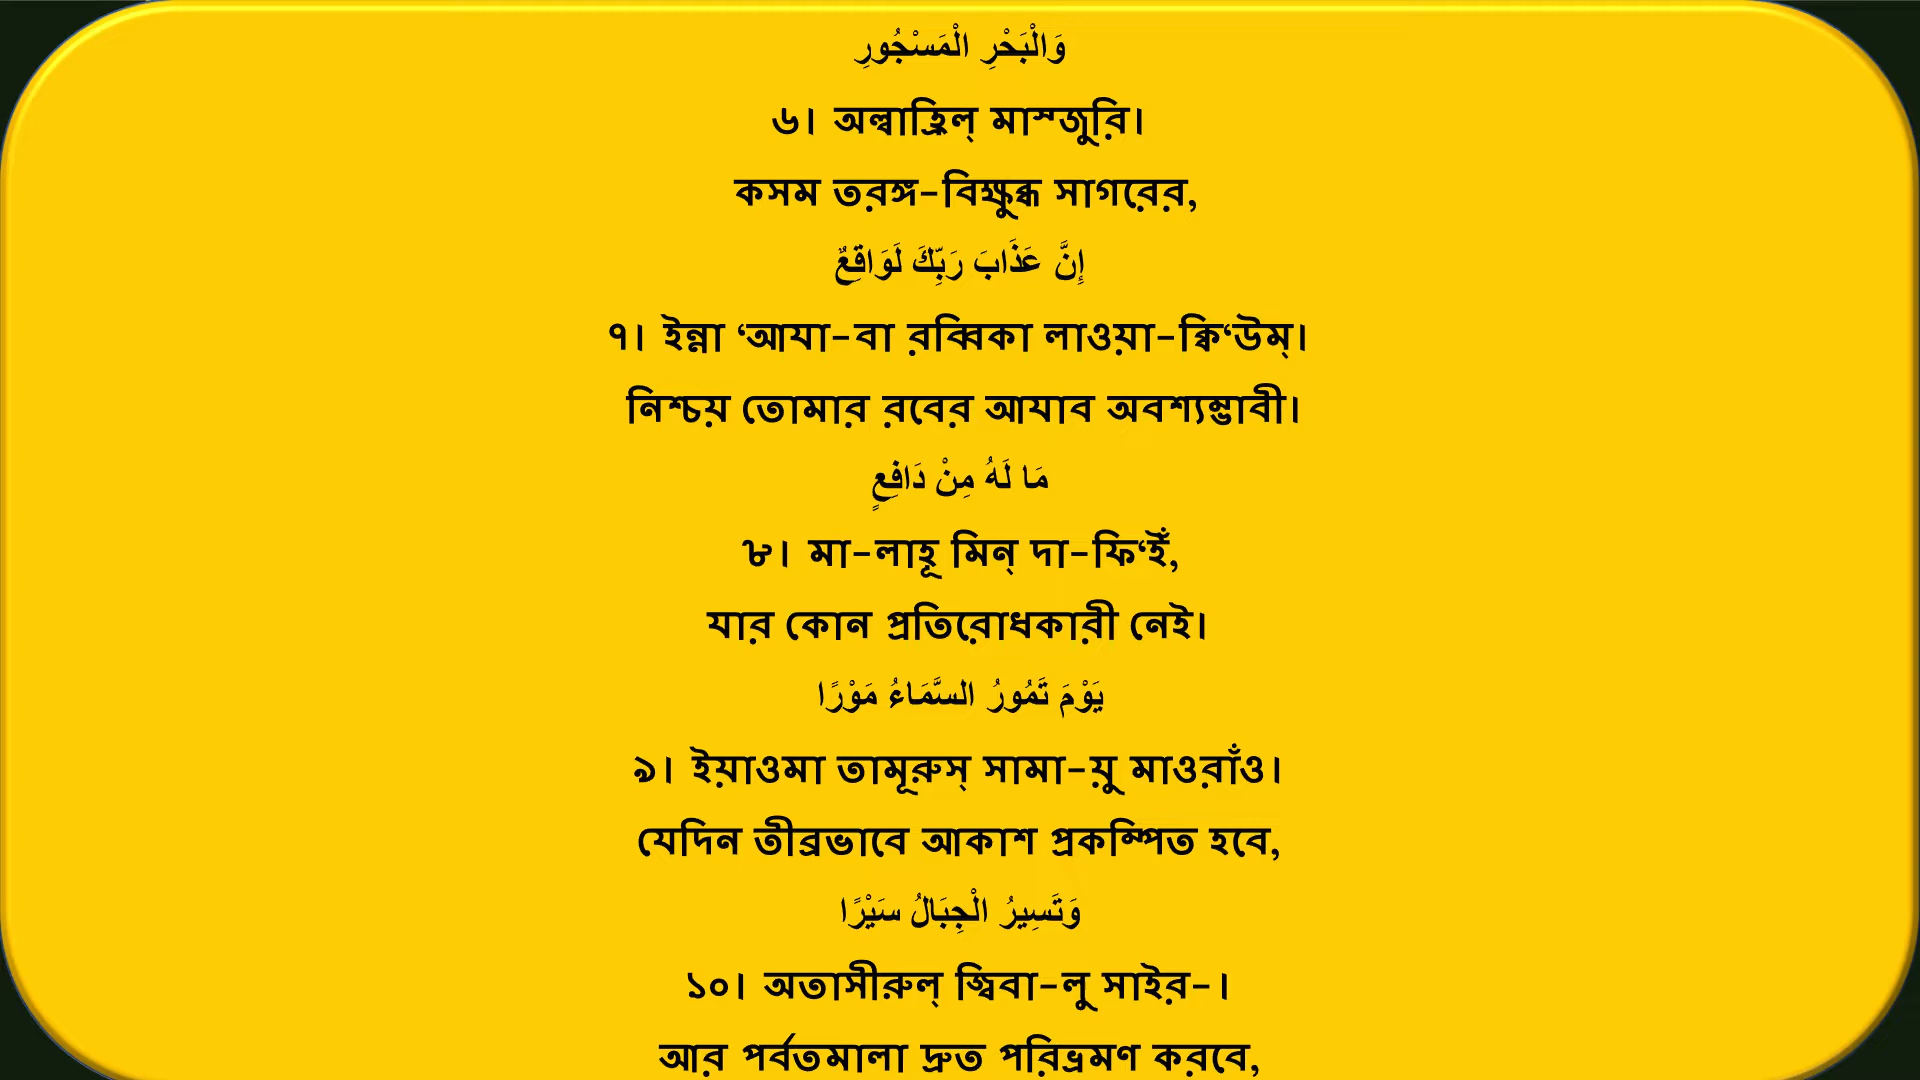 وَالْبَحْرِ الْمَسْجُورِ
৬। অল্বাহ্রিল্ মাস্জুরি।
কসম তরঙ্গ-বিক্ষুব্ধ সাগরের,
إِنَّ عَذَابَ رَبِّكَ لَوَاقِعٌ
৭। ইন্না ‘আযা-বা রব্বিকা লাওয়া-ক্বি‘উম্।
নিশ্চয় তোমার রবের আযাব অবশ্যম্ভাবী।
مَا لَهُ مِنْ دَافِعٍ
৮। মা-লাহূ মিন্ দা-ফি‘ইঁ,
যার কোন প্রতিরোধকারী নেই।
يَوْمَ تَمُورُ السَّمَاءُ مَوْرًا
৯। ইয়াওমা তামূরুস্ সামা-য়ু মাওরাঁও।
যেদিন তীব্রভাবে আকাশ প্রকম্পিত হবে,
وَتَسِيرُ الْجِبَالُ سَيْرًا
১০। অতাসীরুল্ জ্বিবা-লু সাইর-।
আর পর্বতমালা দ্রুত পরিভ্রমণ করবে,